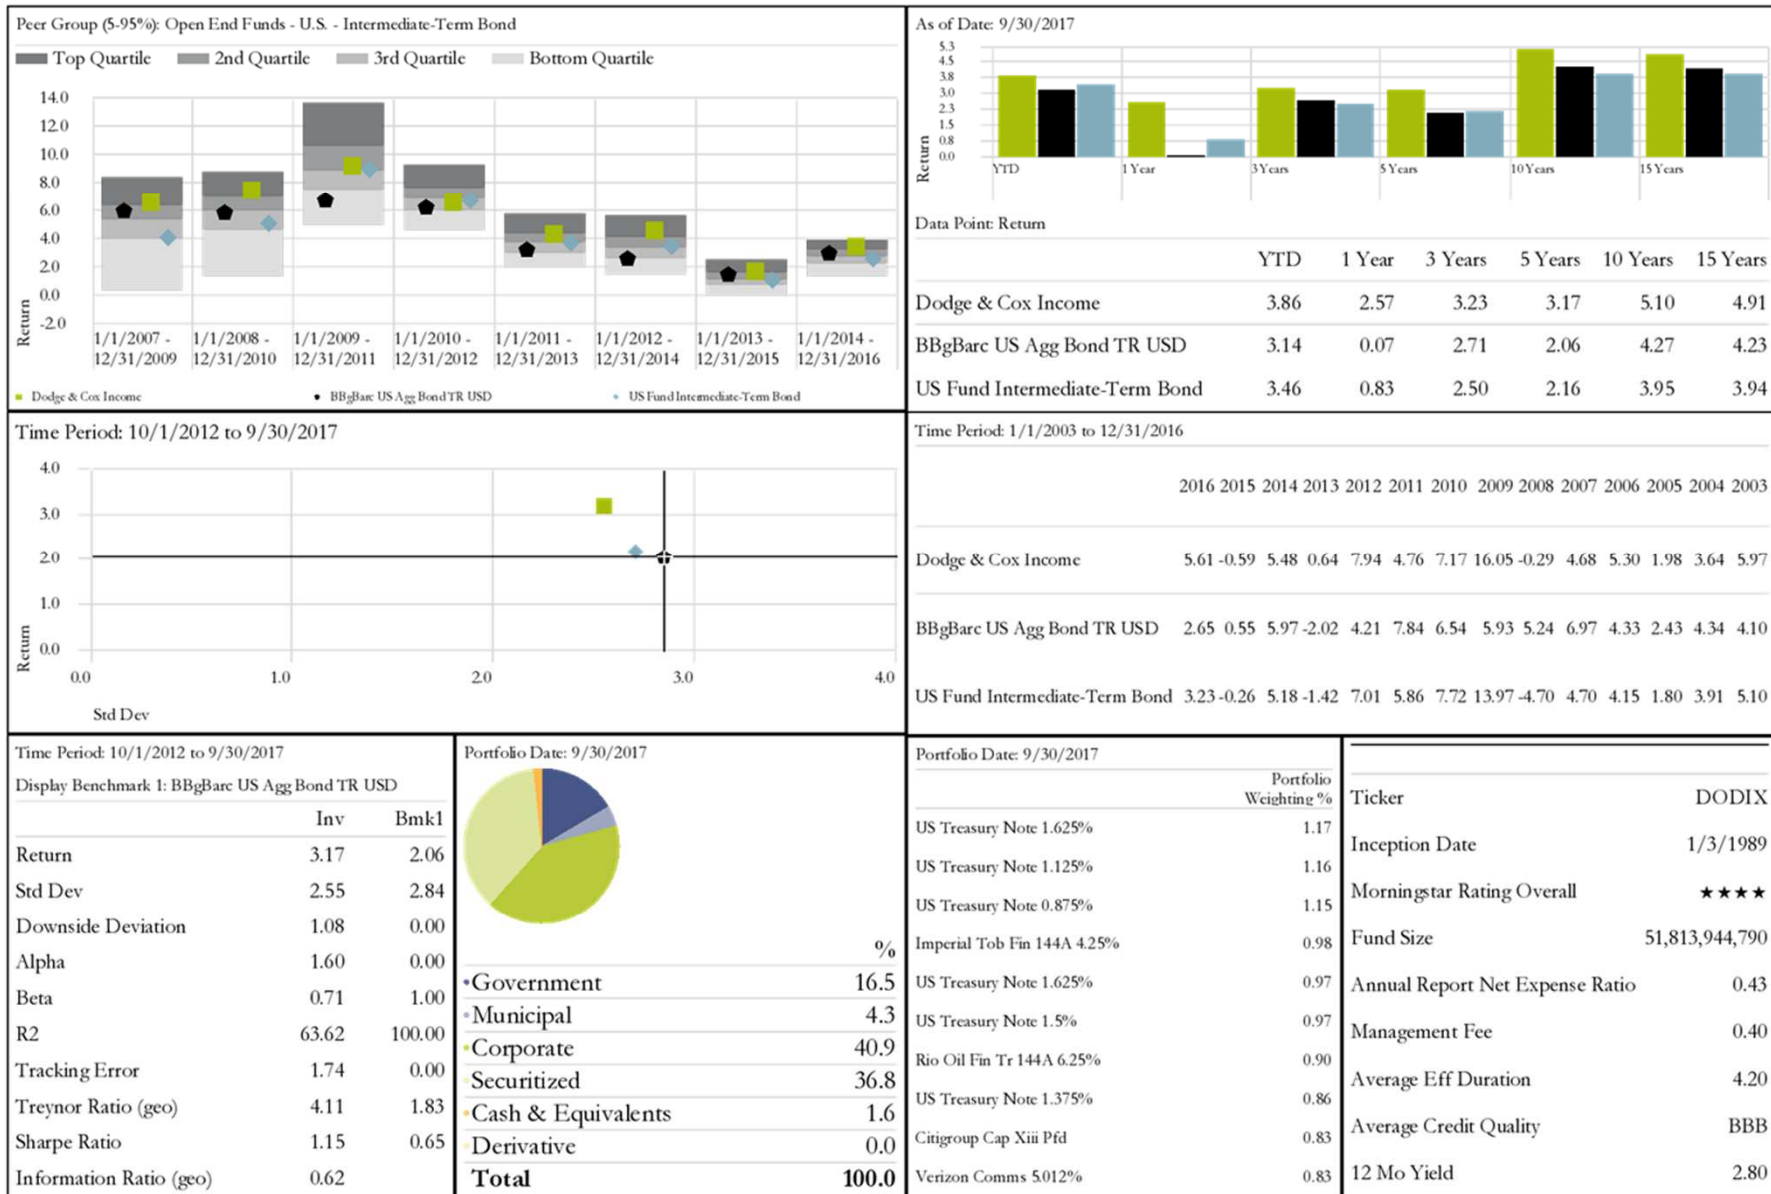 Peer Group (5-95%): Open End Funds - U.S. - Intermediate-Term Bond
Top Quartile 2nd Quartile 3rd Quartile Bottom Quartile
14.0
12.0
10.0
8.0
6.0
4.0
2.0
0.0
-2.0
Return
1/1/2007 - 12/31/2009
1/1/2008 - 12/31/2010
1/1/2009 - 12/31/2011
1/1/2010 - 12/31/2012
1/1/2011 - 12/31/2013
1/1/2012 - 12/31/2014
1/1/2013 - 12/31/2015
1/1/2014 - 12/31/2016
Dodge & Cox Income BBgBarc US Agg Bond TR USD US Fund Intermediate-Term Bond
As of Date: 9/30/2017
5.3
4.5
3.8
3.0
2.3
1.5
0.8
0.0
Return
YTD 1 Year 3 Years 5 Years 10 Years 15 Years
Data Point: Return
YTD 1 Year 3 Years 5 Years 10 Years 15 Years
Dodge & Cox Income 3.86 2.57 3.23 3.17 5.10 4.91
BBgBarc US Agg Bond TR USD 3.14 0.07 2.71 2.06 4.27 4.23
US Fund Intermediate-Term Bond 3.46 0.83 2.50 2.16 3.95 3.94
Time Period: 10/1/2012 to 9/30/2017
4.0
3.0
2.0
1.0
0.0
Return
0.0 1.0 2.0 3.0 4.0
Std Dev
Time Period: 1/1/2003 to 12/31/2016
2016 2015 2014 2013 2012 2011 2010 2009 2008 2007 2006 2005 2004 2003
Dodge & Cox Income 5.61 -0.59 5.48 0.64 7.94 4.76 7.17 16.05 -0.29 4.68 5.30 1.98 3.64 5.97
BBgBarc US Agg Bond TR USD 2.65 0.55 5.97 -2.02 4.21 7.84 6.54 5.93 5.24 6.97 4.33 2.43 4.34 4.10
US Fund Intermediate-Term Bond 3.23 -0.26 5.18 -1.42 7.01 5.86 7.72 13.97 -4.70 4.70 4.15 1.80 3.91 5.10
Time Period: 10/1/2012 to 9/30/2017
Display Benchmark 1: BBgBarc US Agg Bond TR USD
Inv Bmk1
Return 3.17 2.06
Std Dev 2.55 2.84
Downside Deviation 1.08 0.00
Alpha 1.60 0.00
Beta 0.71 1.00
R2 63.62 100.00
Tracking Error 1.74 0.00
Treynor Ratio (geo) 4.11 1.83
Sharpe Ratio 1.15 0.65
Information Ratio (geo) 0.62
Portfolio Date: 9/30/2017
%
Government 16.5
Municipal 4.3
Corporate 40.9
Securitized 36.8
Cash & Equivalents 1.6
Derivative 0.0
Total 100.0
Portfolio Date: 9/30/2017
Portfolio
Weighting %
US Treasury Note 1.625% 1.17
US Treasury Note 1.125% 1.16
US Treasury Note 0.875% 1.15
Imperial Tob Fin 144A 4.25% 0.98
US Treasury Note 1.625% 0.97
US Treasury Note 1.5% 0.97
Rio Oil Fin Tr 144A 6.25% 0.90
US Treasury Note 1.375% 0.86
Citigroup Cap Xiii Pfd 0.83
Verizon Comms 5.012% 0.83
Ticker DODIX
Inception Date 1/3/1989
Morningstar Rating Overall ★★★★
Fund Size 51,813,944,790
Annual Report Net Expense Ratio 0.43
Management Fee 0.40
Average Eff Duration 4.20
Average Credit Quality BBB
12 Mo Yield 2.80